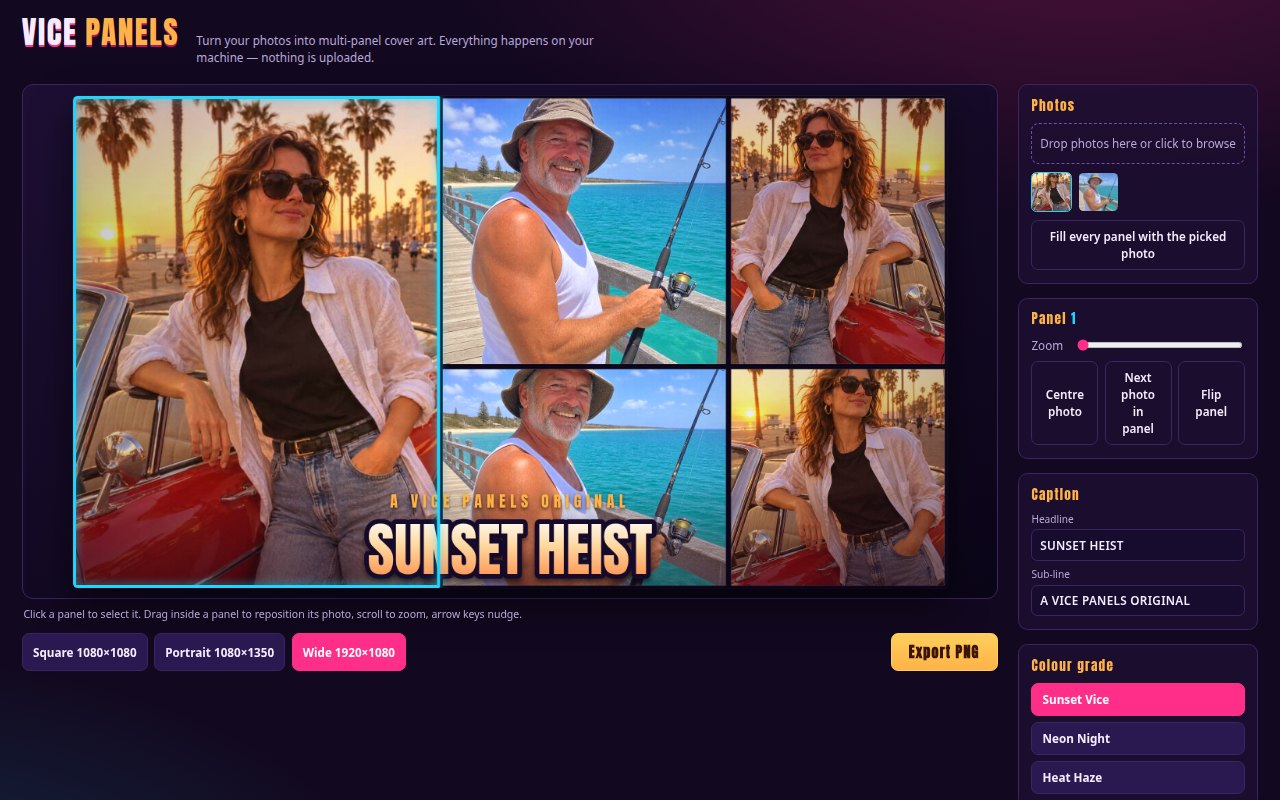 VICE PANELS
Turn your photos into multi-panel cover art. Everything happens on your
machine — nothing is uploaded.
A VICE PANELS ORIGINAL
SUNSET HEIST
Click a panel to select it. Drag inside a panel to reposition its photo, scroll to zoom, arrow keys nudge.
Square 1080×1080
Portrait 1080×1350
Wide 1920×1080
Export PNG
Photos
Drop photos here or click to browse
Fill every panel with the picked
photo
Panel 1
Zoom
Centre
photo
Next
photo
in
panel
Flip
panel
Caption
Headline
SUNSET HEIST
Sub-line
A VICE PANELS ORIGINAL
Colour grade
Sunset Vice
Neon Night
Heat Haze